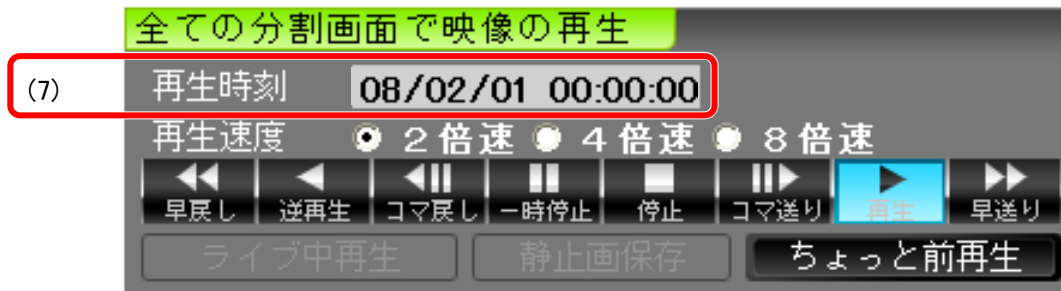 全ての分割画面で映像の再生
(7) 再生時刻 08/02/01 00:00:00
再生速度 2倍速 4倍速 8倍速
早戻し 逆再生 コマ戻し 一時停止 停止 コマ送り 再生 早送り
ライブ中再生 静止画保存 ちょっと前再生